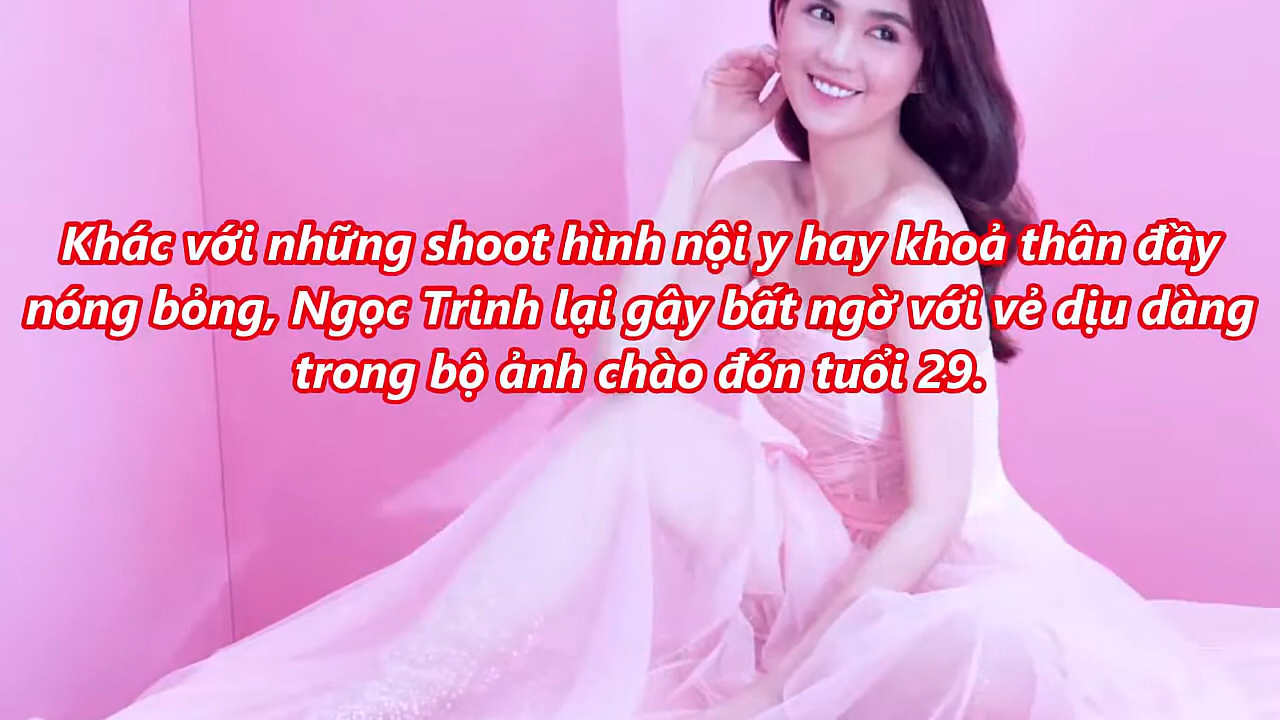 Khác với những shoot hình nội y hay khoả thân đầy
nóng bỏng, Ngọc Trinh lại gây bất ngờ với vẻ dịu dàng
trong bộ ảnh chào đón tuổi 29.